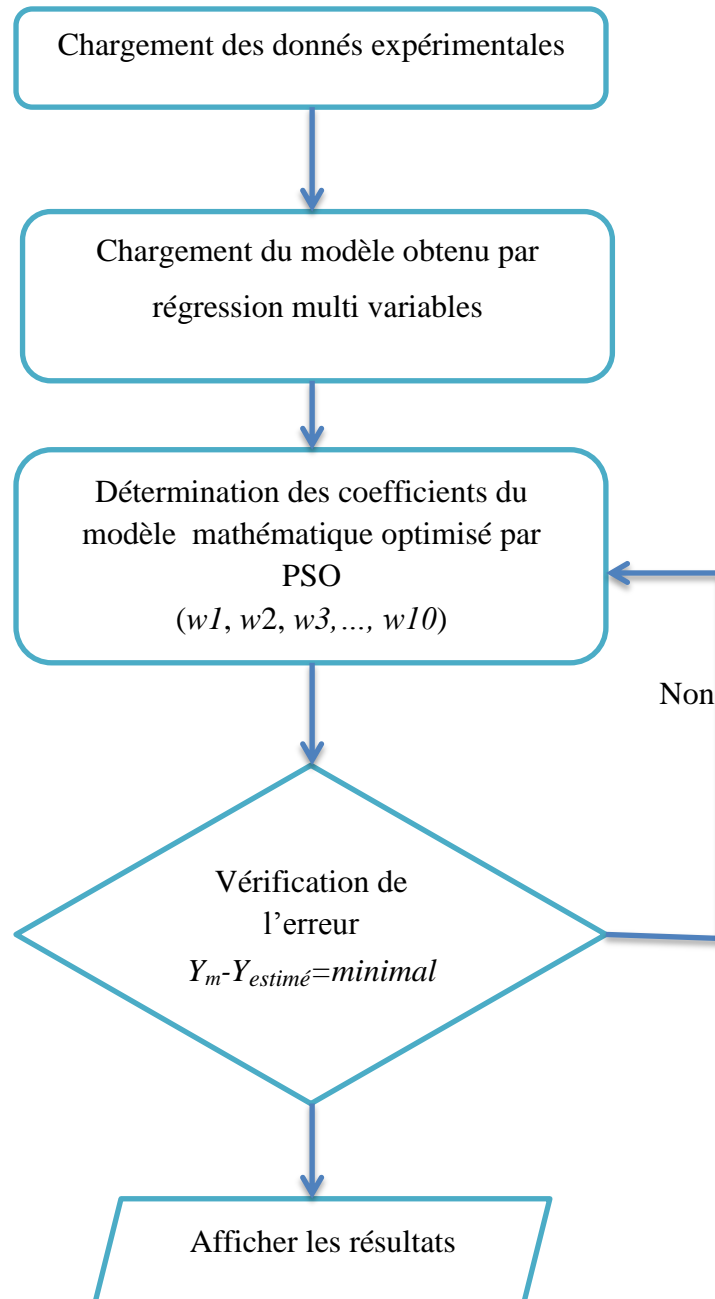 Chargement des donnés expérimentales
Chargement du modèle obtenu par
régression multi variables
Détermination des coefficients du
modèle mathématique optimisé par
PSO
(w1, w2, w3,..., w10)
Non
Vérification de
l’erreur
Ym-Yestimé=minimal
Afficher les résultats